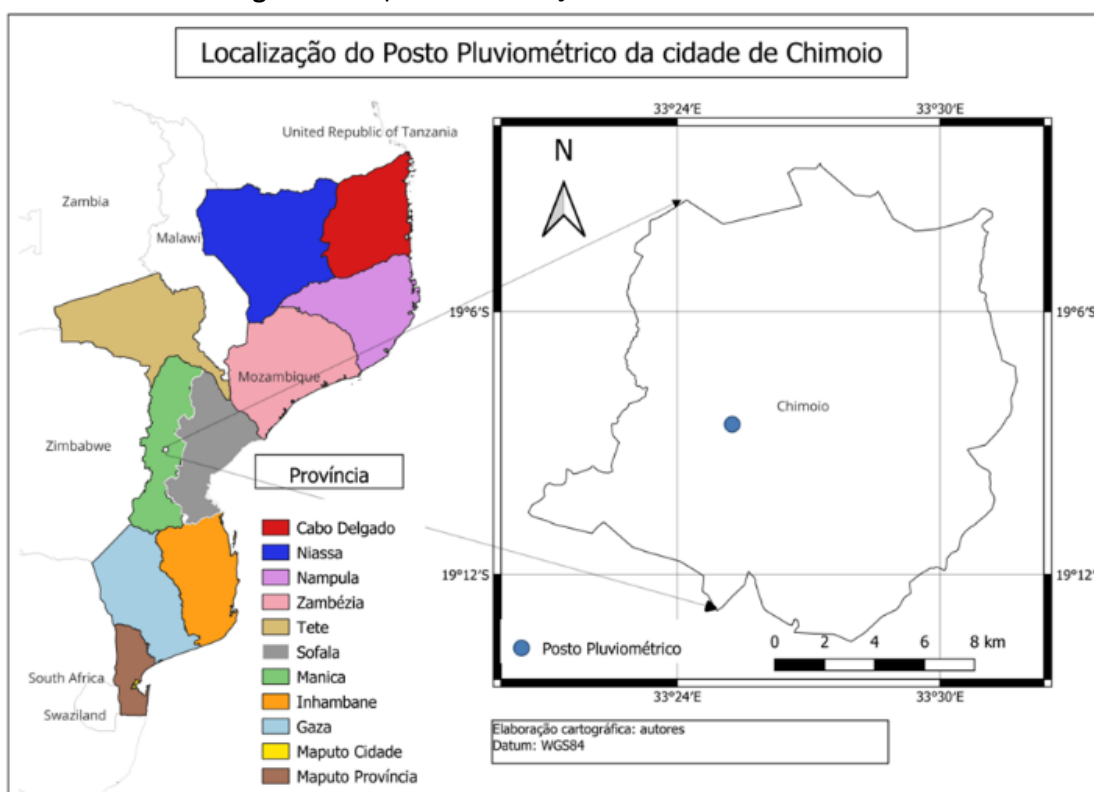 Localização do Posto Pluviométrico da cidade de Chimoio
United Republic of Tanzania
Zambia
Malawi
Mozambique
Zimbabwe
South Africa
Swaziland
Província
Cabo Delgado
Niassa
Nampula
Zambézia
Tete
Sofala
Manica
Inhambane
Gaza
Maputo Cidade
Maputo Província
33°24'E 33°30'E
N
19°6'S 19°6'S
Chimoio
19°12'S 19°12'S
Posto Pluviométrico
0 2 4 6 8 km
33°24'E 33°30'E
Elaboração cartográfica: autores
Datum: WGS84